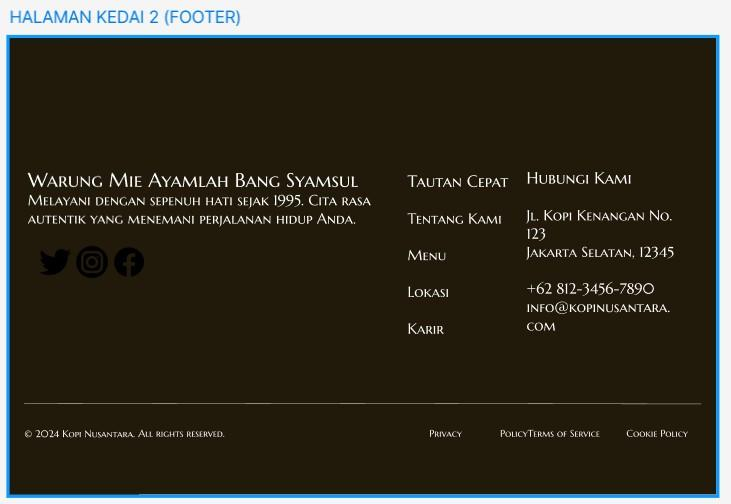 HALAMAN KEDAI 2 (FOOTER)
Warung Mie Ayamlah Bang Syamsul
Melayani dengan sepenuh hati sejak 1995. Cita rasa
autentik yang menemani perjalanan hidup Anda.
Tautan Cepat
Tentang Kami
Menu
Lokasi
Karir
Hubungi Kami
Jl. Kopi Kenangan No.
123
Jakarta Selatan, 12345
+62 812-3456-7890
info@kopinusantara.
com
© 2024 Kopi Nusantara. All rights reserved.
Privacy PolicyTerms of Service Cookie Policy